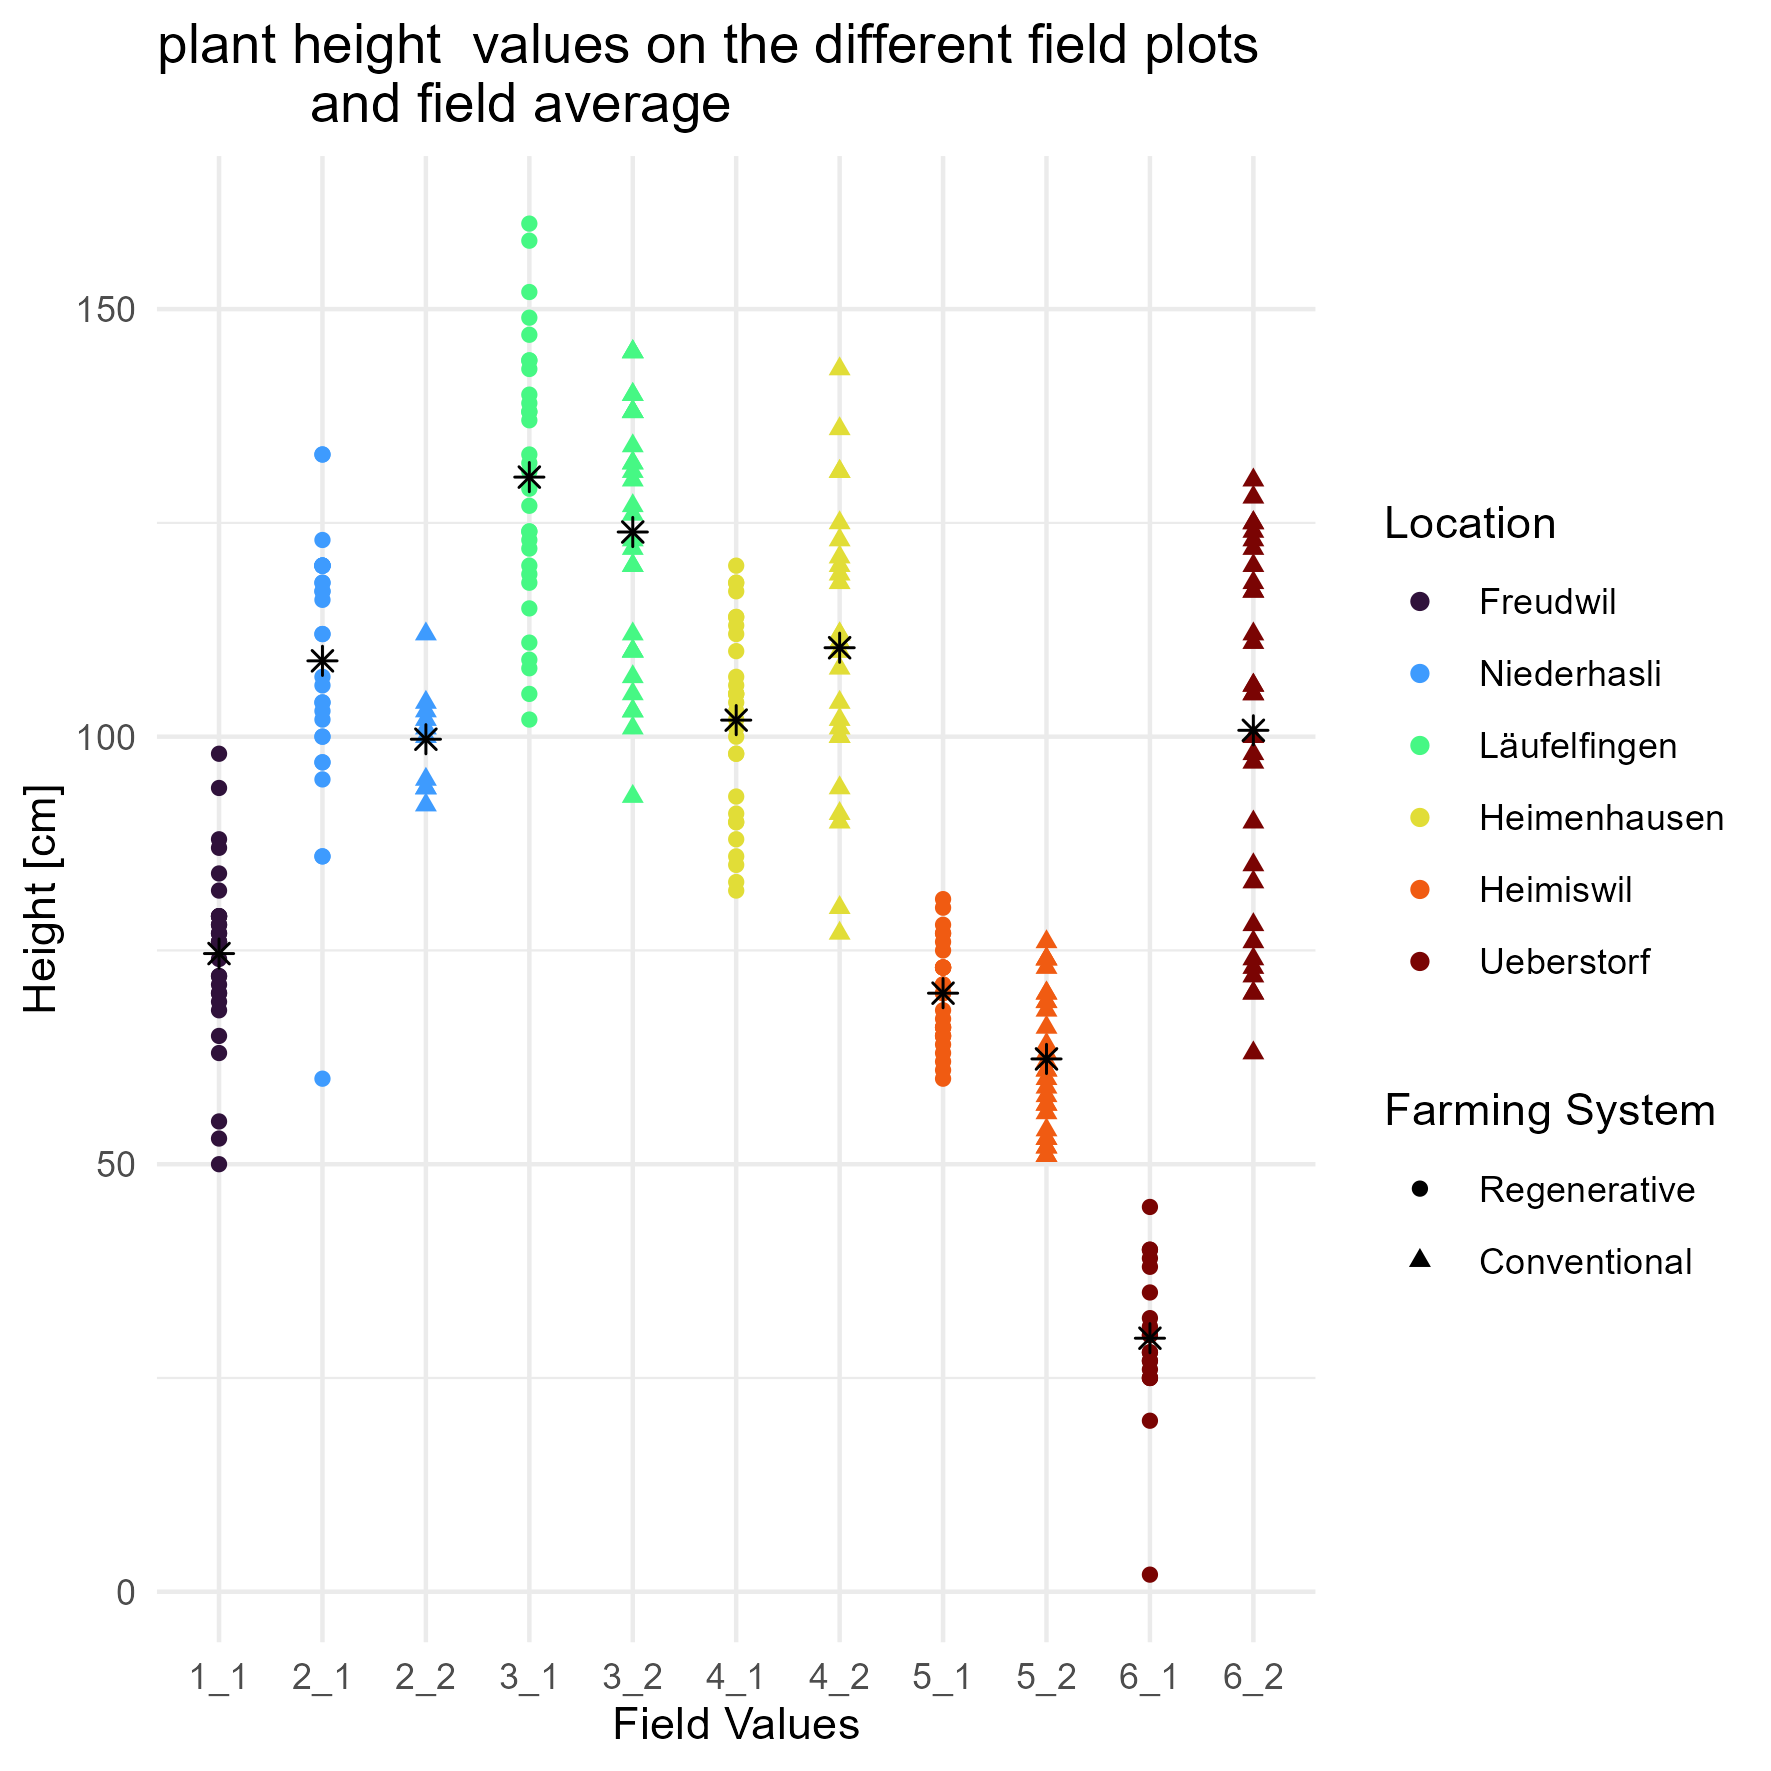 plant height  values on the different field plots
and field average
Height [cm]
150
100
50
0
1_1 2_1 2_2 3_1 3_2 4_1 4_2 5_1 5_2 6_1 6_2
Field Values
Location
Freudwil
Niederhasli
Läufelfingen
Heimenhausen
Heimiswil
Ueberstorf
Farming System
Regenerative
Conventional